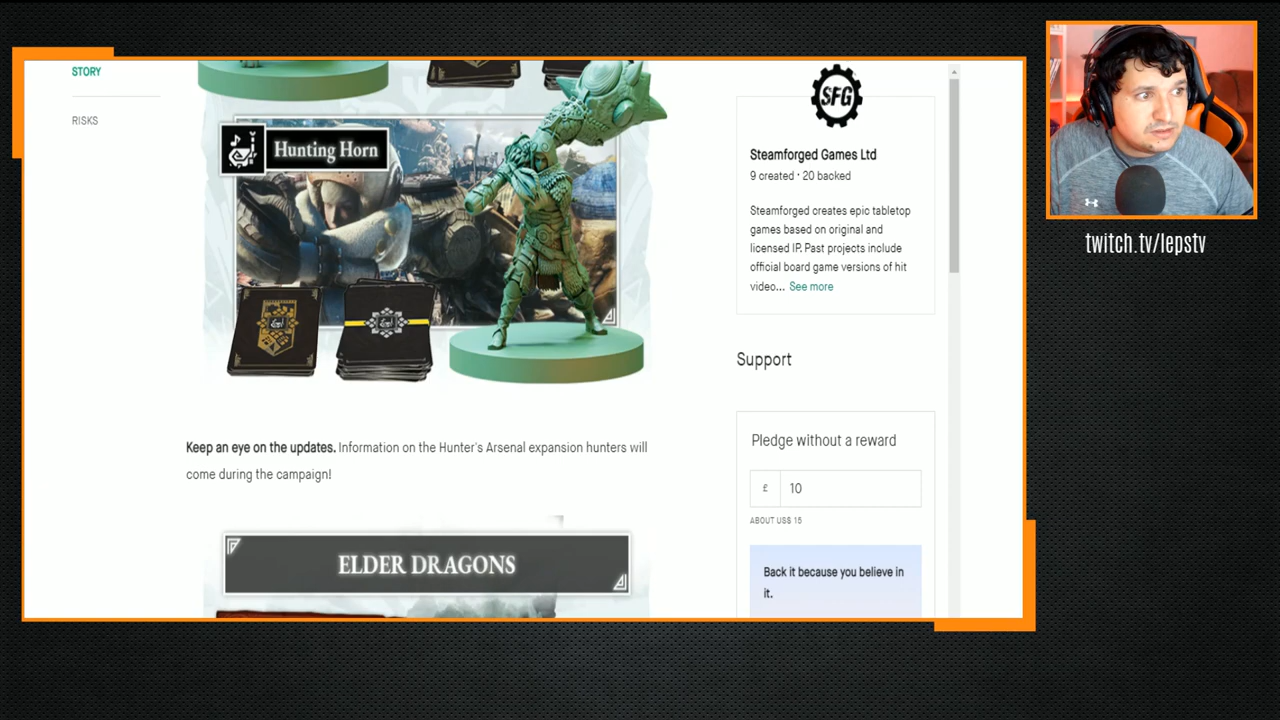 STORY
RISKS
Hunting Horn
Keep an eye on the updates. Information on the Hunter's Arsenal expansion hunters will
come during the campaign!
ELDER DRAGONS
SFG
Steamforged Games Ltd
9 created · 20 backed
Steamforged creates epic tabletop
games based on original and
licensed IP. Past projects include
official board game versions of hit
video... See more
Support
Pledge without a reward
£ 10
ABOUT US$ 15
Back it because you believe in
it.
twitch.tv/lepstv